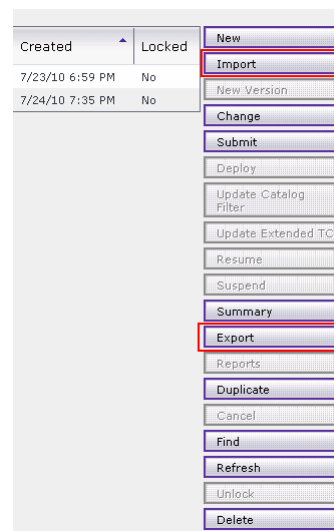 Created Locked
7/23/10 6:59 PM No
7/24/10 7:35 PM No
New
Import
New Version
Change
Submit
Deploy
Update Catalog
Filter
Update Extended TC
Resume
Suspend
Summary
Export
Reports
Duplicate
Cancel
Find
Refresh
Unlock
Delete